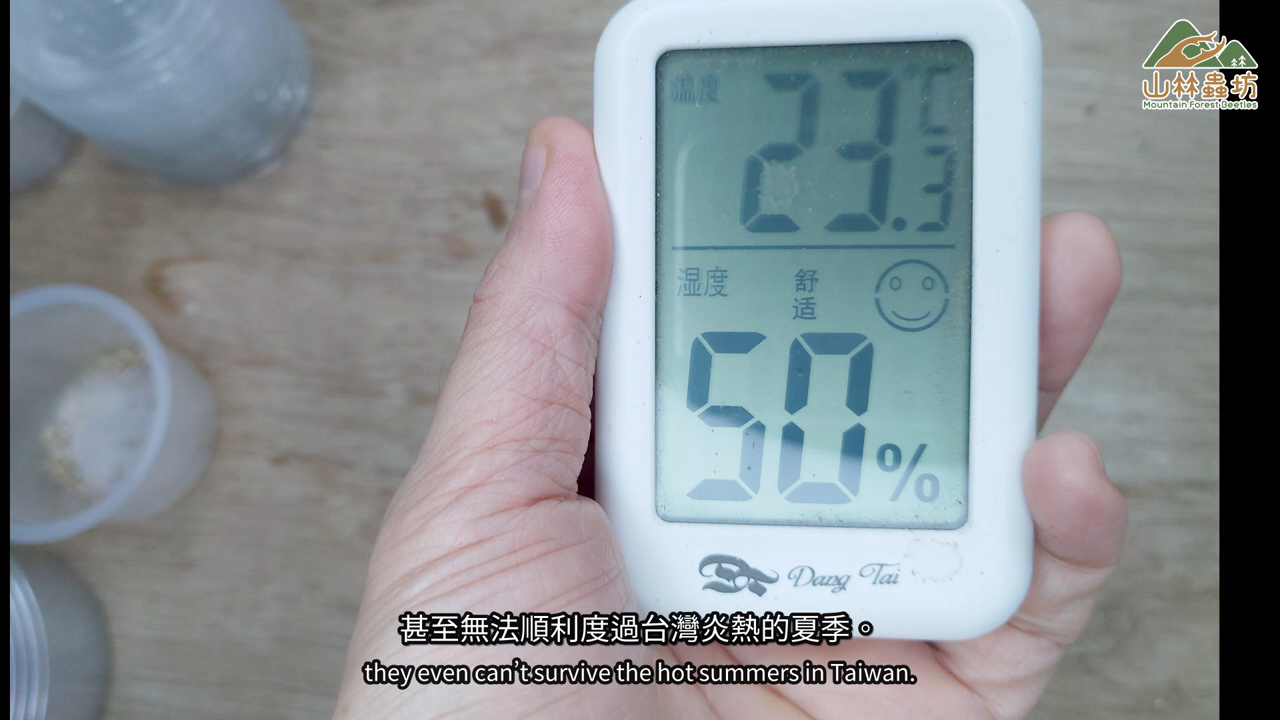 山林蟲坊
Mountain Forest Beetles
温度
23.3
℃
湿度
舒
适
50%
Dang Tai
甚至無法順利度過台灣炎熱的夏季。
they even can't survive the hot summers in Taiwan.